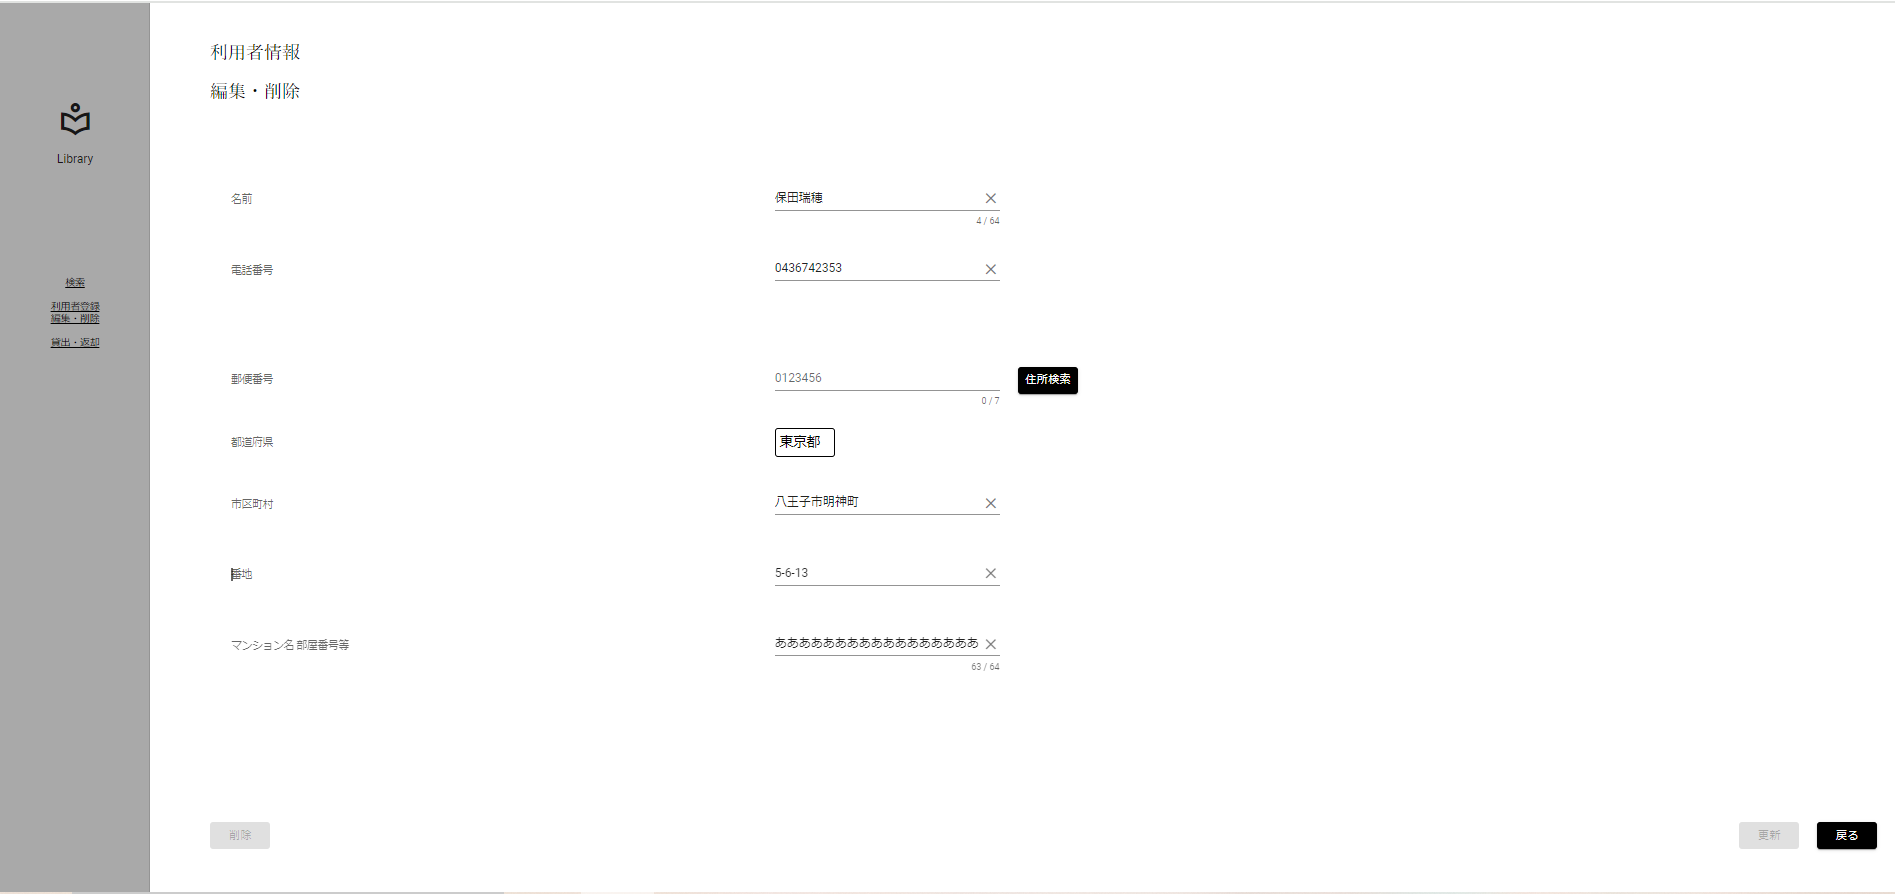 Library
検索
利用者登録
編集・削除
貸出・返却
利用者情報
編集・削除
名前
保田瑞穂
4 / 64
電話番号
0436742353
郵便番号
0123456
住所検索
0 / 7
都道府県
東京都
市区町村
八王子市明神町
番地
5-6-13
マンション名 部屋番号等
あああああああああああああああああ
63 / 64
削除
更新
戻る